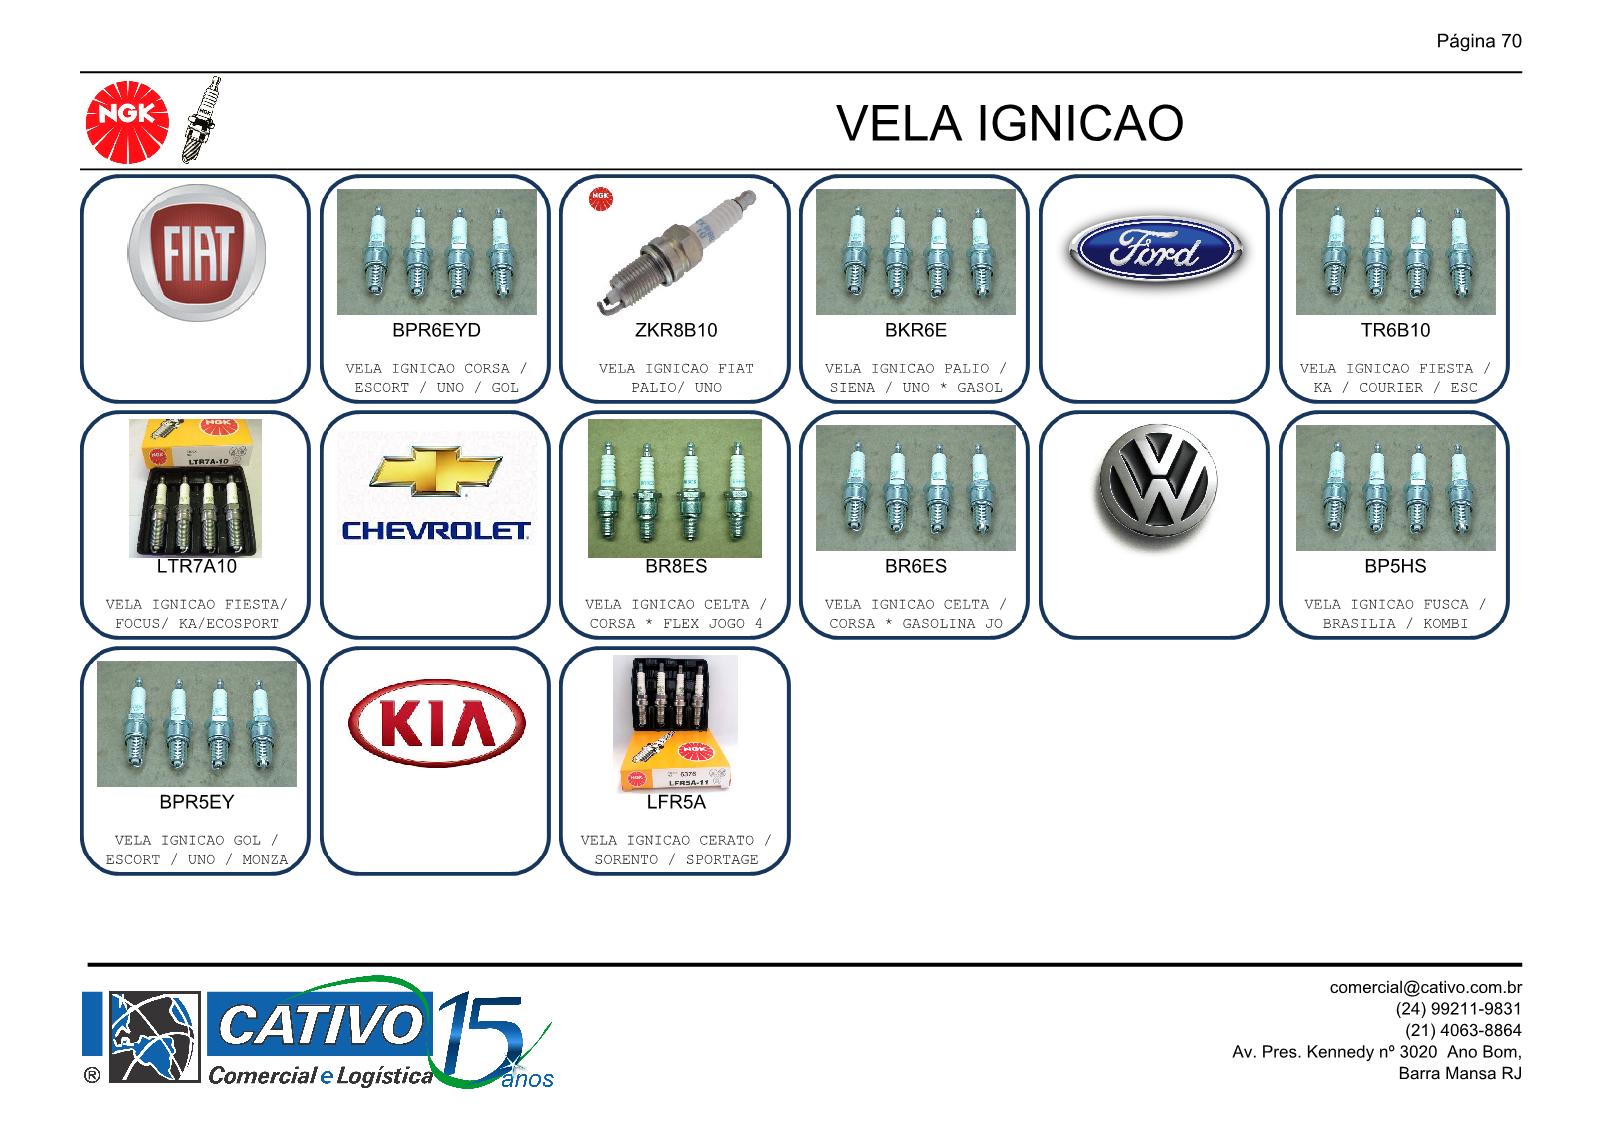 Página 70
NGK
VELA IGNICAO
FIAT
BPR6EYD
VELA IGNICAO CORSA /
ESCORT / UNO / GOL
NGK
ZKR8B10
VELA IGNICAO FIAT
PALIO/ UNO
BKR6E
VELA IGNICAO PALIO /
SIENA / UNO * GASOL
Ford
TR6B10
VELA IGNICAO FIESTA /
KA / COURIER / ESC
NGK
NGK
LTR7A-10
LTR7A10
VELA IGNICAO FIESTA/
FOCUS/ KA/ECOSPORT
CHEVROLET
BR8ES
VELA IGNICAO CELTA /
CORSA * FLEX JOGO 4
BR6ES
VELA IGNICAO CELTA /
CORSA * GASOLINA JO
VW
BP5HS
VELA IGNICAO FUSCA /
BRASILIA / KOMBI
BPR5EY
VELA IGNICAO GOL /
ESCORT / UNO / MONZA
KIA
NGK
NGK
6376
LFR5A-11
LFR5A
VELA IGNICAO CERATO /
SORENTO / SPORTAGE
CATIVO 15
® Comercial e Logística anos
comercial@cativo.com.br
(24) 99211-9831
(21) 4063-8864
Av. Pres. Kennedy nº 3020 Ano Bom,
Barra Mansa RJ